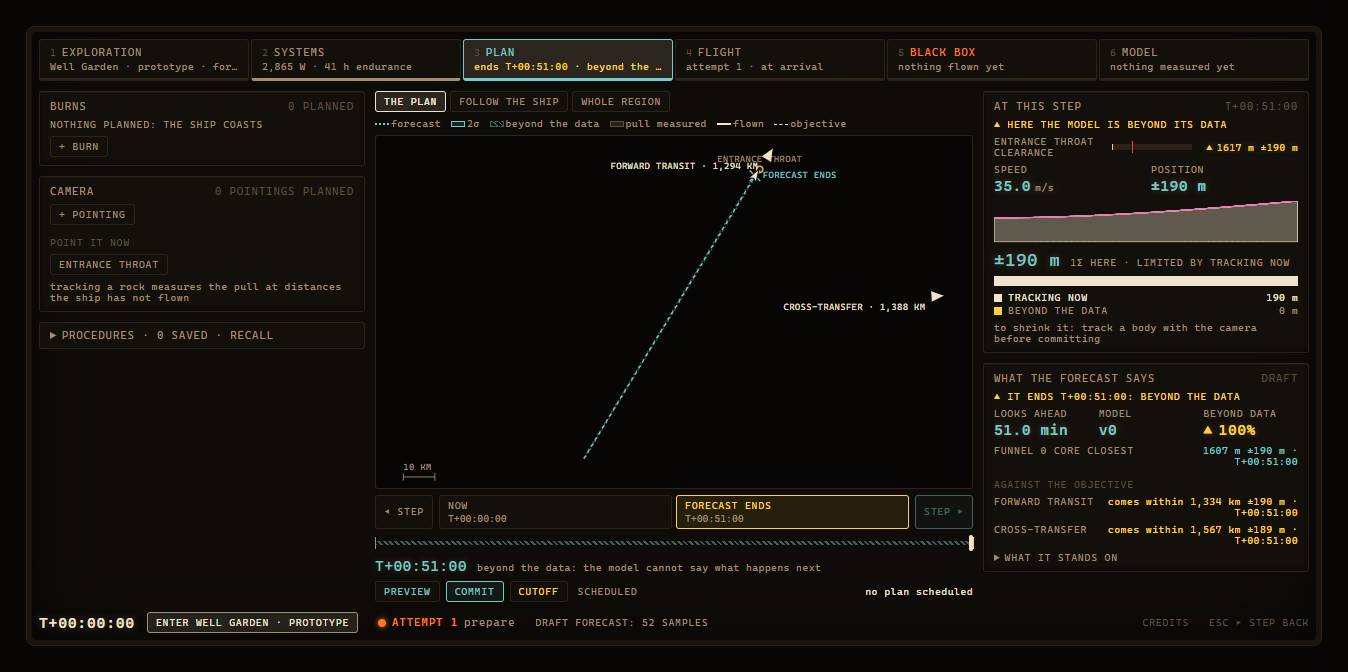 1 EXPLORATION
Well Garden · prototype · for…
2 SYSTEMS
2,865 W · 41 h endurance
3 PLAN
ends T+00:51:00 · beyond the …
4 FLIGHT
attempt 1 · at arrival
5 BLACK BOX
nothing flown yet
6 MODEL
nothing measured yet
BURNS 0 PLANNED
NOTHING PLANNED: THE SHIP COASTS
+ BURN
CAMERA 0 POINTINGS PLANNED
+ POINTING
POINT IT NOW
ENTRANCE THROAT
tracking a rock measures the pull at distances
the ship has not flown
▶ PROCEDURES · 0 SAVED · RECALL
THE PLAN FOLLOW THE SHIP WHOLE REGION
forecast 2σ beyond the data pull measured flown objective
ENTRANCE THROAT
FORWARD TRANSIT · 1,294 KM
FORECAST ENDS
CROSS-TRANSFER · 1,388 KM
10 KM
◂ STEP
NOW
T+00:00:00
FORECAST ENDS
T+00:51:00
STEP ▸
T+00:51:00 beyond the data: the model cannot say what happens next
PREVIEW COMMIT CUTOFF SCHEDULED no plan scheduled
AT THIS STEP T+00:51:00
▲ HERE THE MODEL IS BEYOND ITS DATA
ENTRANCE THROAT
CLEARANCE
▲ 1617 m ±190 m
SPEED POSITION
35.0 m/s ±190 m
±190 m 1Σ HERE · LIMITED BY TRACKING NOW
TRACKING NOW 190 m
BEYOND THE DATA 0 m
to shrink it: track a body with the camera
before committing
WHAT THE FORECAST SAYS DRAFT
▲ IT ENDS T+00:51:00: BEYOND THE DATA
LOOKS AHEAD MODEL BEYOND DATA
51.0 min v0 ▲ 100%
FUNNEL 0 CORE CLOSEST 1607 m ±190 m ·
T+00:51:00
AGAINST THE OBJECTIVE
FORWARD TRANSIT comes within 1,334 km ±190 m ·
T+00:51:00
CROSS-TRANSFER comes within 1,567 km ±189 m ·
T+00:51:00
▶ WHAT IT STANDS ON
T+00:00:00 ENTER WELL GARDEN · PROTOTYPE
ATTEMPT 1 prepare DRAFT FORECAST: 52 SAMPLES
CREDITS ESC ▸ STEP BACK